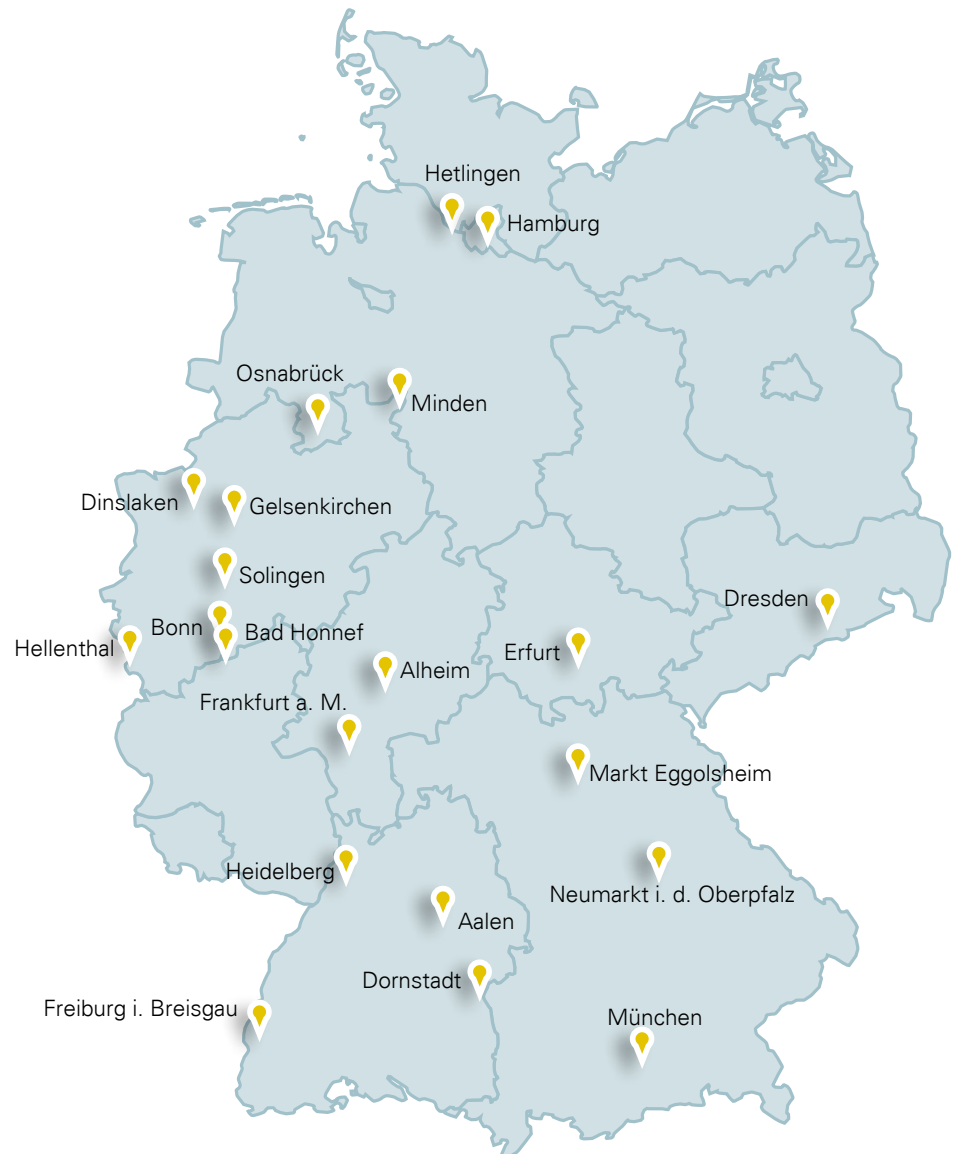 Hetlingen
Hamburg
Osnabrück
Minden
Dinslaken
Gelsenkirchen
Solingen
Dresden
Bonn
Bad Honnef
Hellenthal
Erfurt
Alheim
Frankfurt a. M.
Markt Eggolsheim
Heidelberg
Neumarkt i. d. Oberpfalz
Aalen
Dornstadt
Freiburg i. Breisgau
München